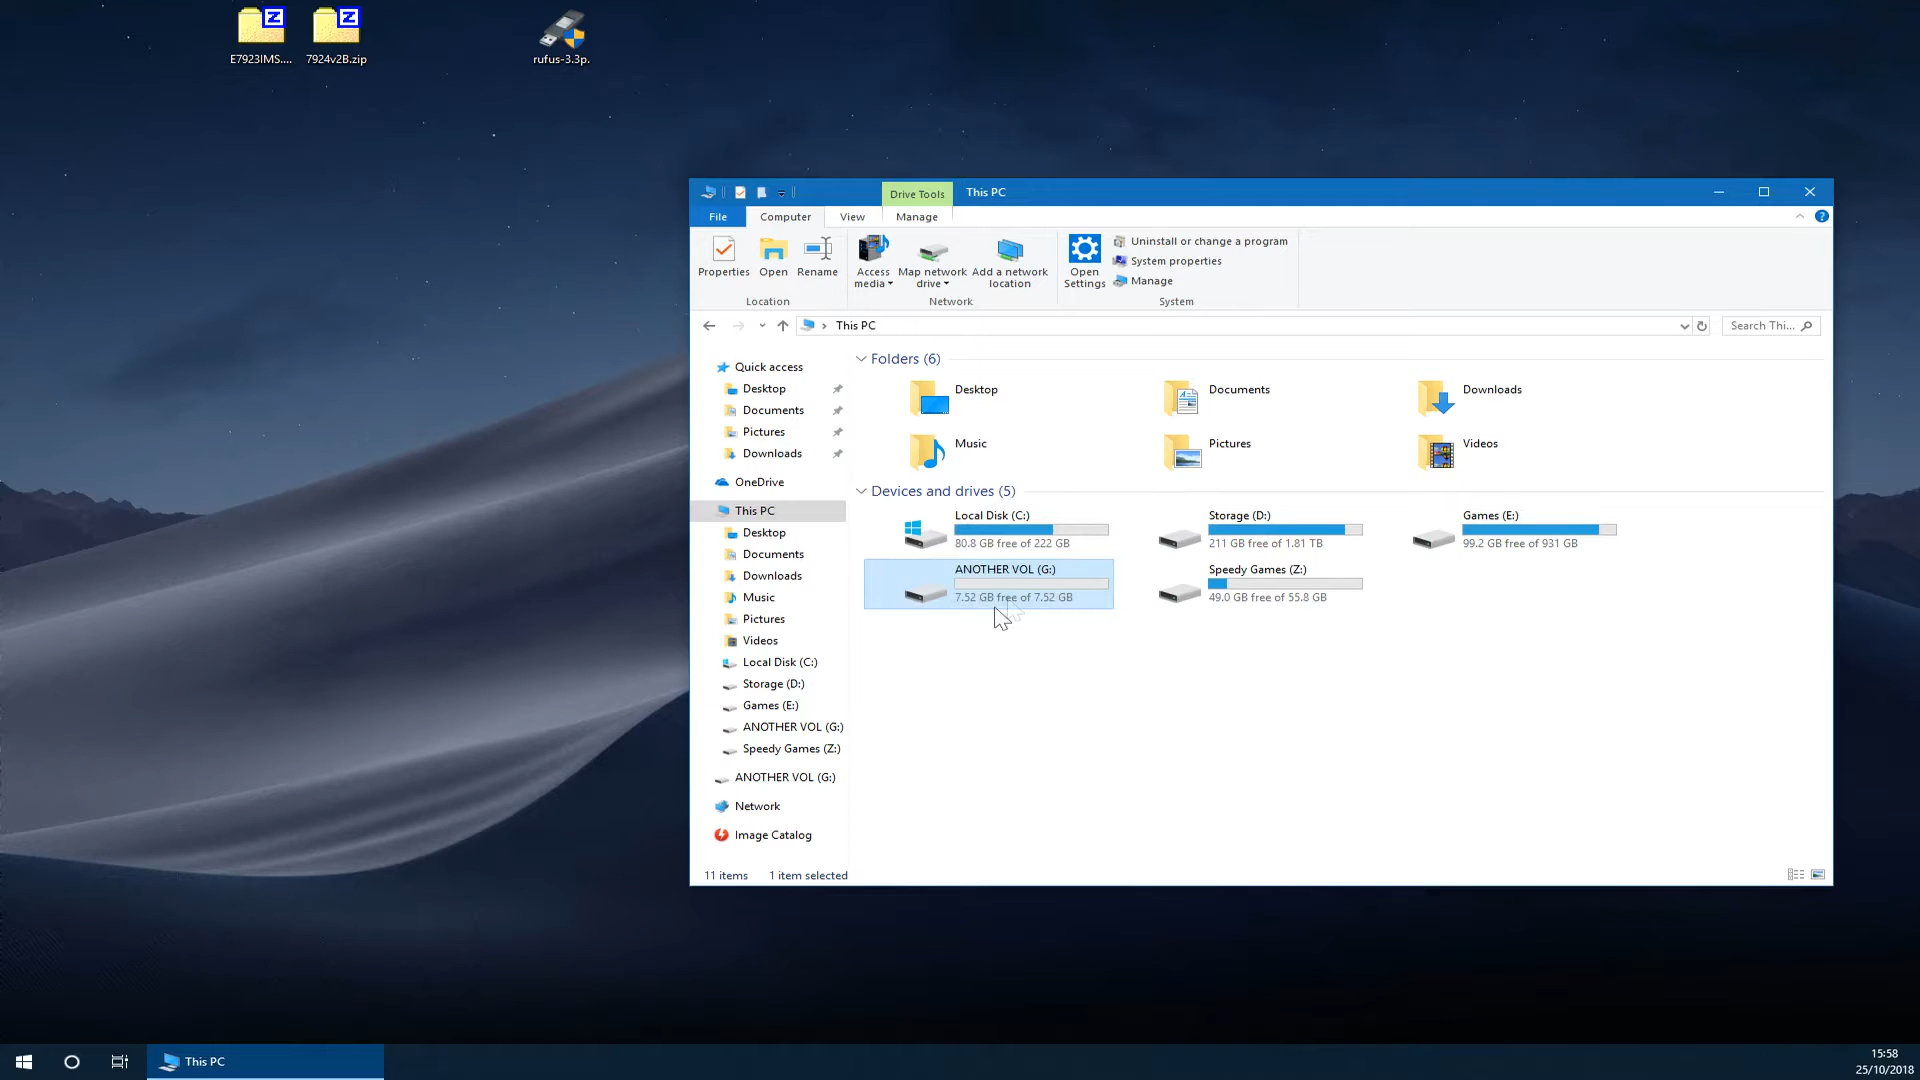 E7923IMS....
7924v2B.zip
rufus-3.3p.
Drive Tools
This PC
File
Computer
View
Manage
Properties
Open
Rename
Access media
Map network drive
Add a network location
Open Settings
Uninstall or change a program
System properties
Manage
Location
Network
System
This PC
Search Thi...
Quick access
Desktop
Documents
Pictures
Downloads
OneDrive
This PC
Desktop
Documents
Downloads
Music
Pictures
Videos
Local Disk (C:)
Storage (D:)
Games (E:)
ANOTHER VOL (G:)
Speedy Games (Z:)
ANOTHER VOL (G:)
Network
Image Catalog
Folders (6)
Desktop
Documents
Downloads
Music
Pictures
Videos
Devices and drives (5)
Local Disk (C:)
80.8 GB free of 222 GB
Storage (D:)
211 GB free of 1.81 TB
Games (E:)
99.2 GB free of 931 GB
ANOTHER VOL (G:)
7.52 GB free of 7.52 GB
Speedy Games (Z:)
49.0 GB free of 55.8 GB
11 items
1 item selected
This PC
15:58
25/10/2018